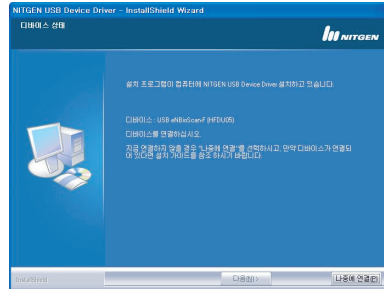 NITGEN USB Device Driver - InstallShield Wizard
디바이스 상태
NITGEN
설치 프로그램이 컴퓨터에 NITGEN USB Device Driver 설치하고 있습니다.
디바이스 : USB eNBioScan-F (HFDU05)
디바이스를 연결하십시오.
지금 연결하지 않을 경우 "나중에 연결"를 선택하시고, 만약 디바이스가 연결되
어 있다면 설치 가이드를 참조 하시기 바랍니다.
InstallShield
다음(N) >
나중에 연결(P)